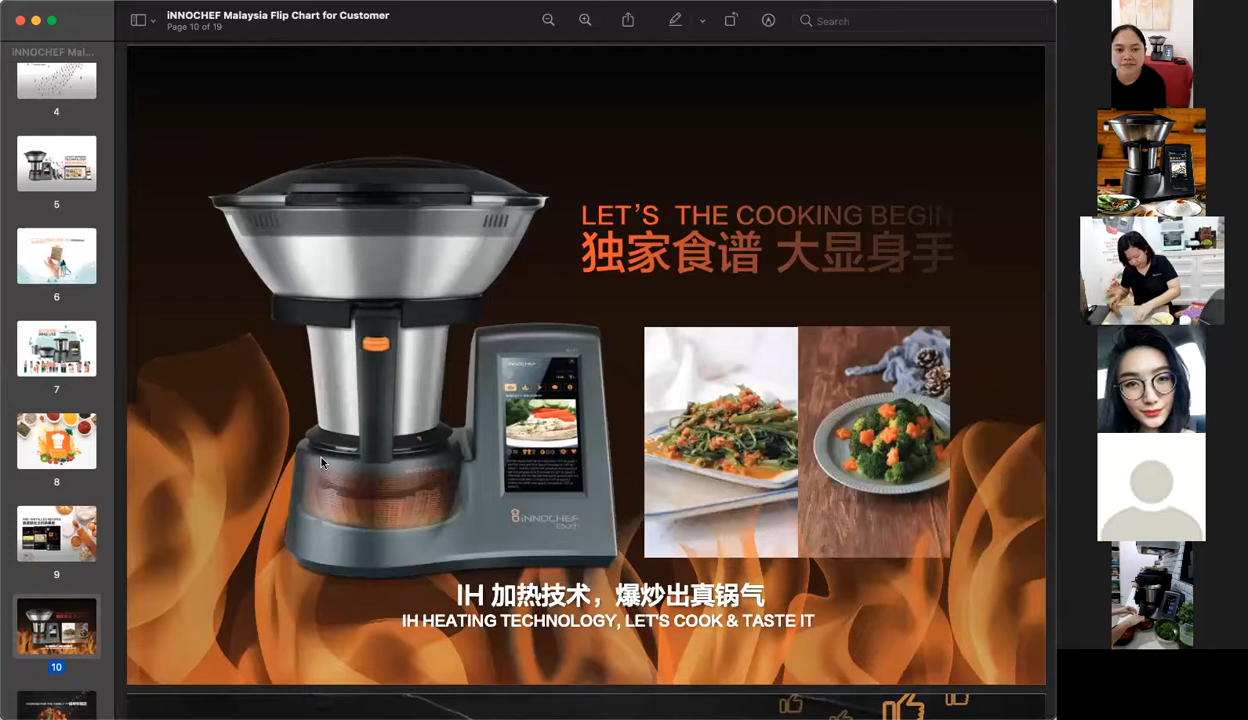 iNNOCHEF Malaysia Flip Chart for Customer
Page 10 of 19
Search
iNNOCHEF Mal...
4
5
6
7
8
9
10
LET'S THE COOKING BEGIN
独家食谱 大显身手
iNNOCHEF
IH 加热技术，爆炒出真锅气
IH HEATING TECHNOLOGY, LET'S COOK & TASTE IT